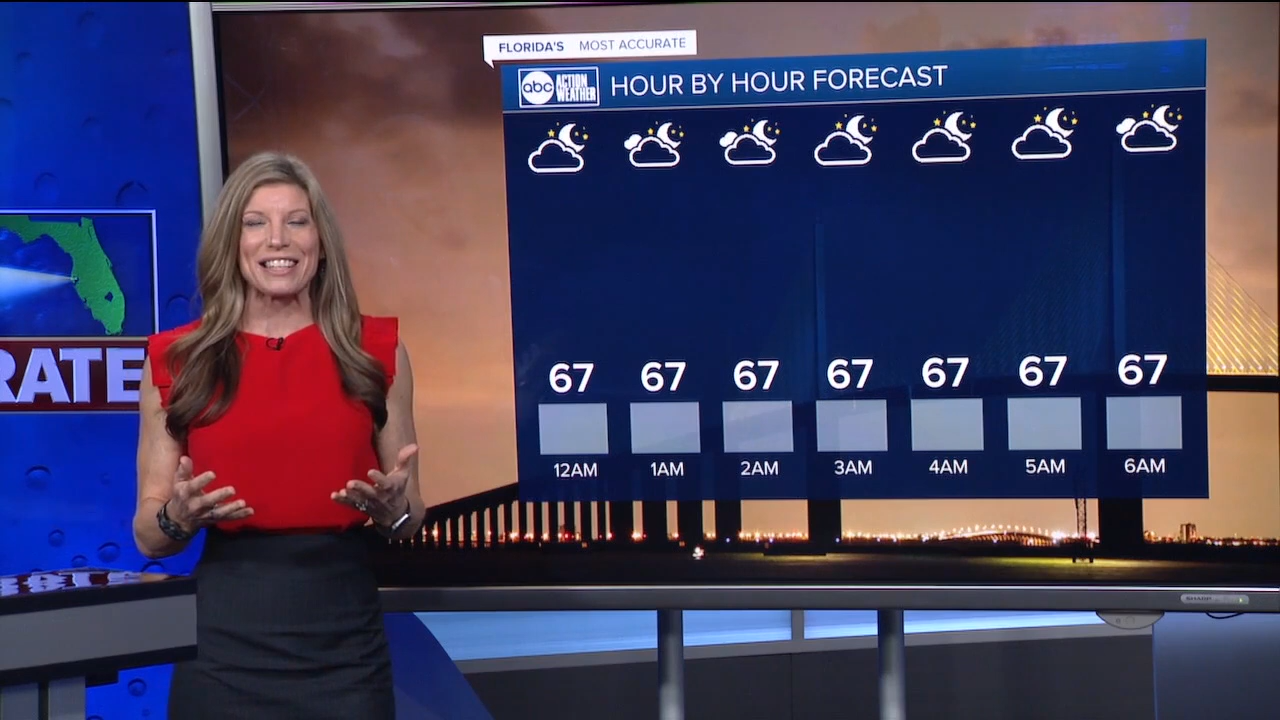 FLORIDA'S MOST ACCURATE
abc ACTION WEATHER
HOUR BY HOUR FORECAST
67 67 67 67 67 67 67
12AM 1AM 2AM 3AM 4AM 5AM 6AM
RATE
SHARP